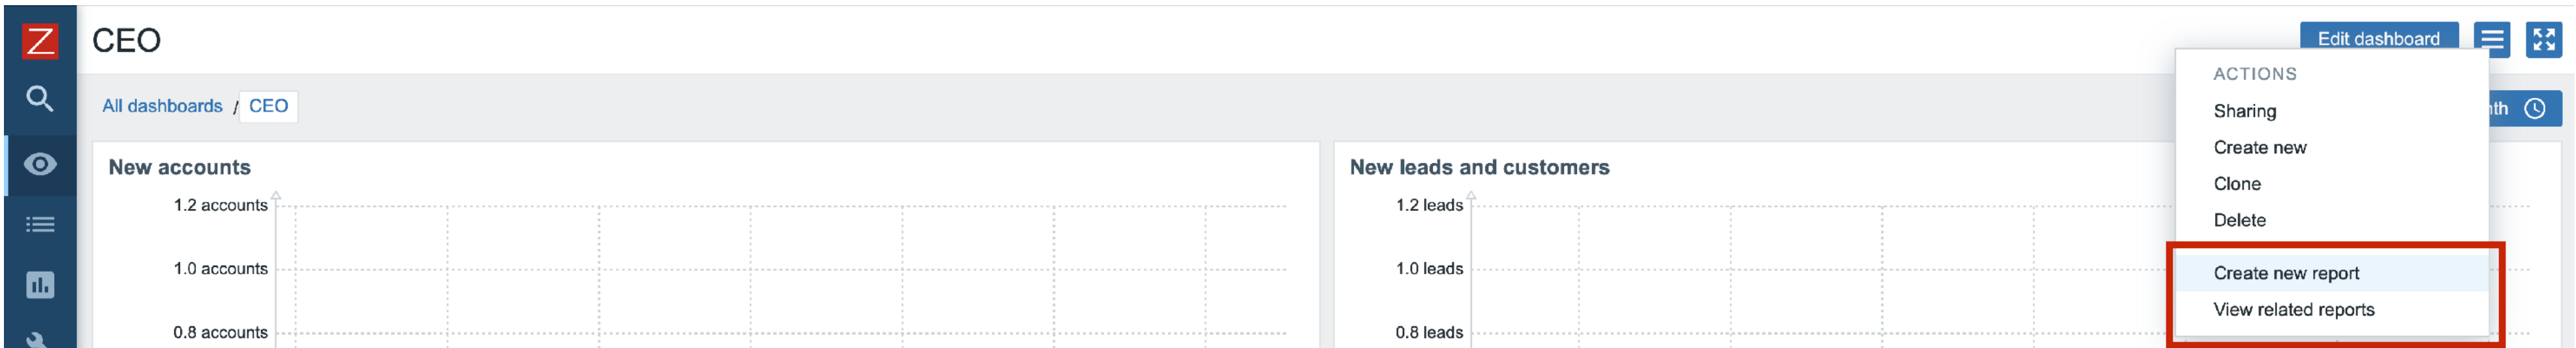 Z
CEO
Edit dashboard
All dashboards / CEO
nth
ACTIONS
Sharing
Create new
Clone
Delete
Create new report
View related reports
New accounts
1.2 accounts
1.0 accounts
0.8 accounts
New leads and customers
1.2 leads
1.0 leads
0.8 leads